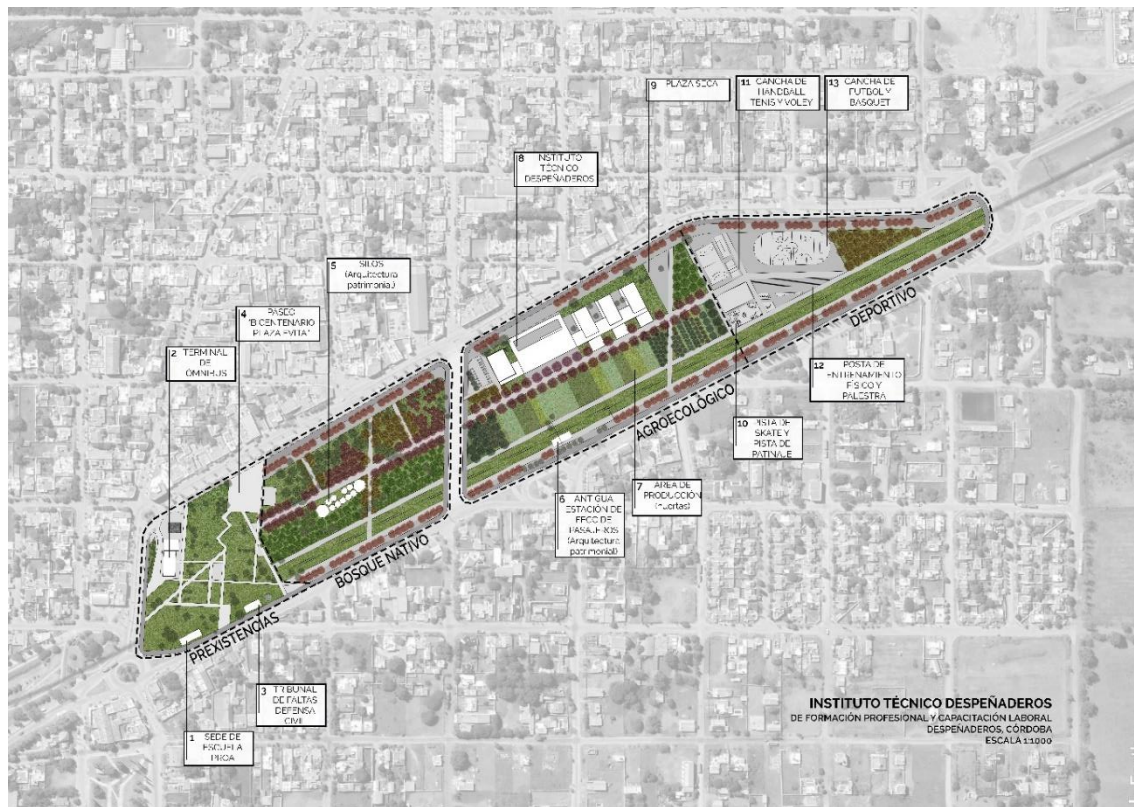 9 PLAZA SECA
11 CANCHA DE
HANDBALL
TENIS Y VOLEY
13 CANCHA DE
FUTBOL Y
BASQUET
8 INSTITUTO
TÉCNICO
DESPEÑADEROS
5 SILOS
(Arquitectura
patrimonial)
4 PASEO
"BICENTENARIO
PLAZA EVITA"
2 TERMINAL
DE
ÓMNIBUS
DEPORTIVO
12 POSTA DE
ENTRENAMIENTO
FÍSICO Y
PALESTRA
AGROECOLÓGICO
10 PISTA DE
SKATE Y
PISTA DE
PATINAJE
7 ÁREA DE
PRODUCCIÓN
(huertas)
6 ANTIGUA
ESTACIÓN DE
FFCC DE
PASAJEROS
(Arquitectura
patrimonial)
BOSQUE NATIVO
PREXISTENCIAS
3 TRIBUNAL
DE FALTAS
DEFENSA
CIVIL
1 SEDE DE
ESCUELA
PROA
INSTITUTO TÉCNICO DESPEÑADEROS
DE FORMACIÓN PROFESIONAL Y CAPACITACIÓN LABORAL
DESPEÑADEROS, CÓRDOBA
ESCALA 1:1000